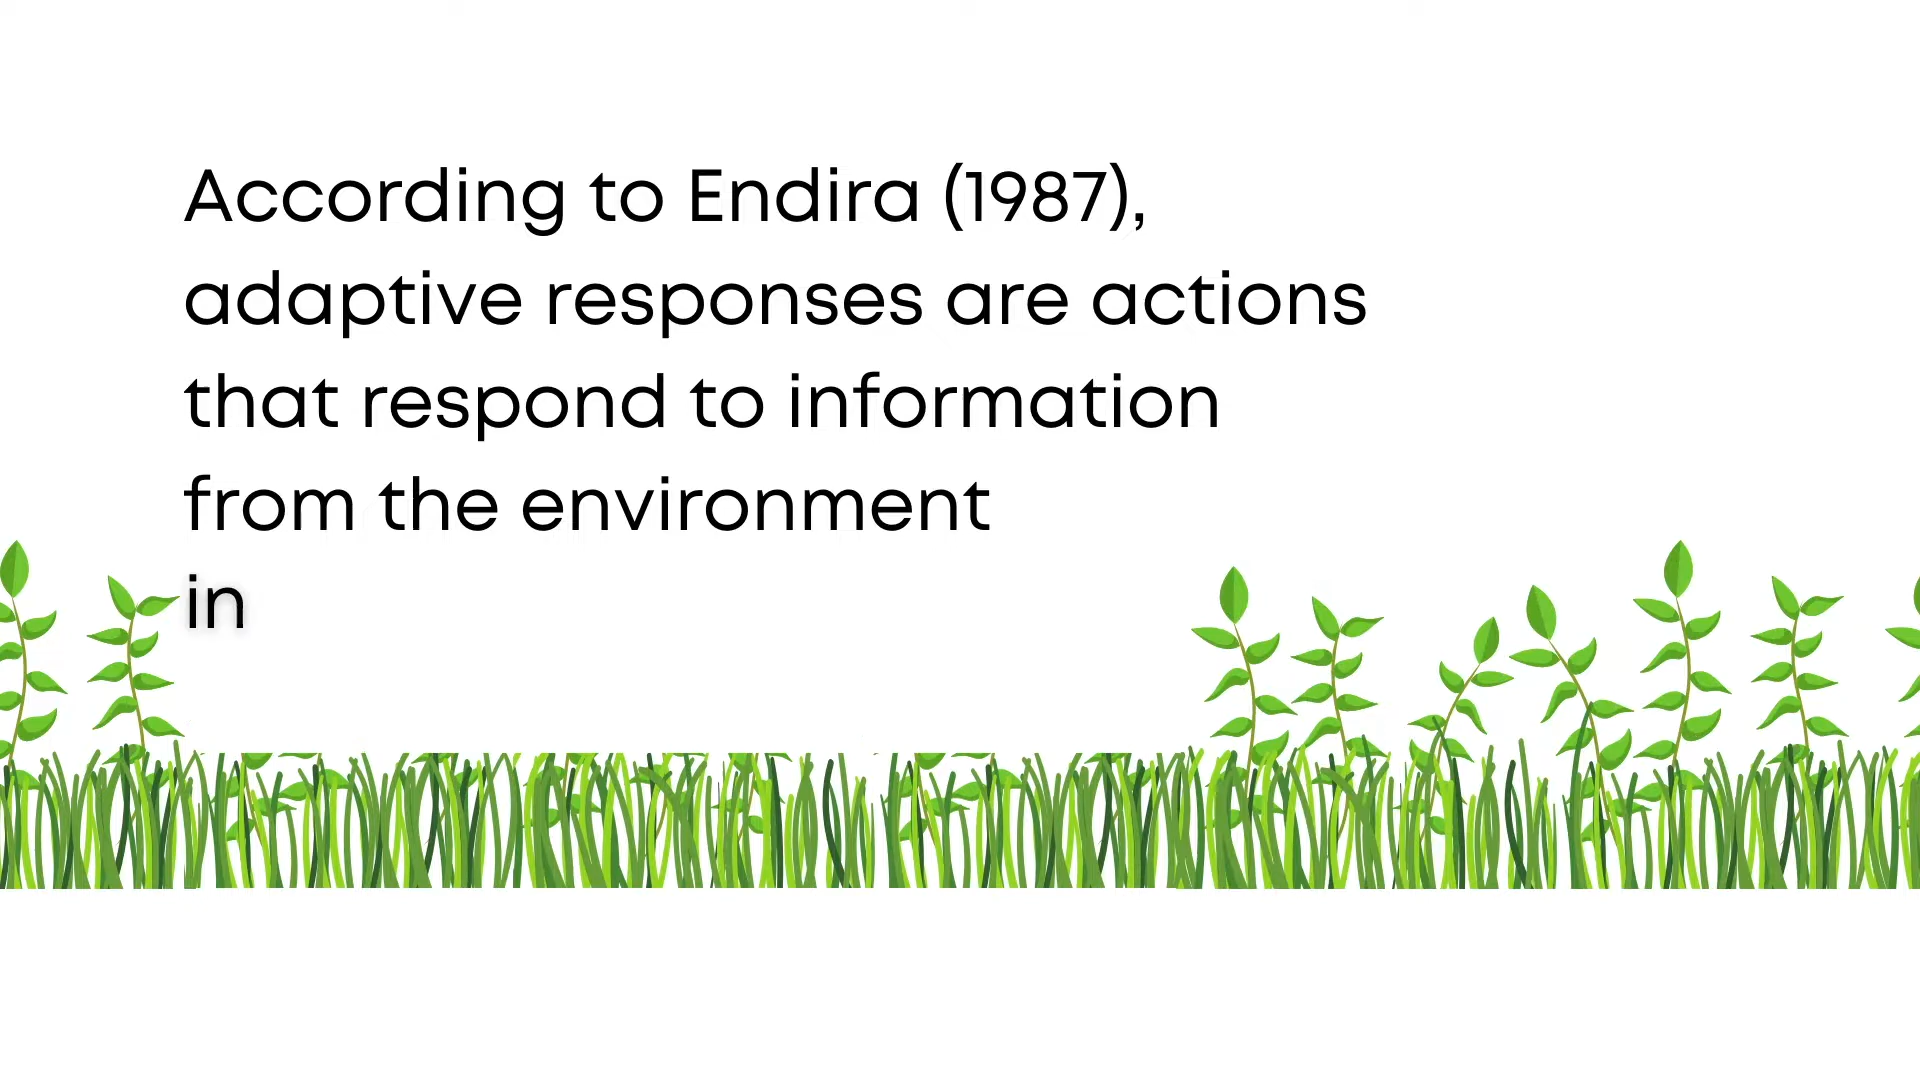 According to Endira (1987),
adaptive responses are actions
that respond to information
from the environment
in